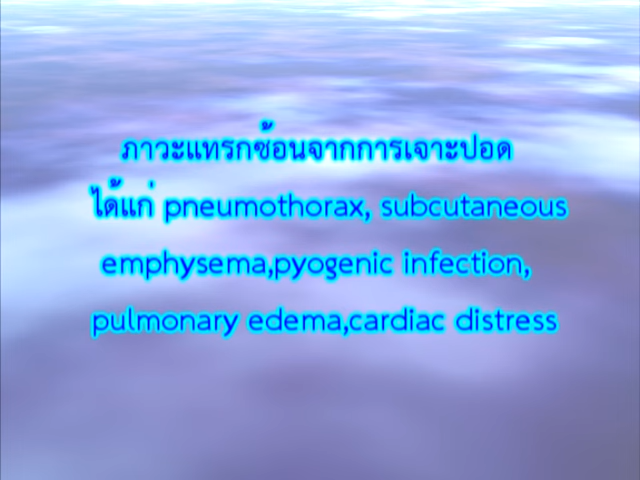 ภาวะแทรกซ้อนจากการเจาะปอด
ได้แก่ pneumothorax, subcutaneous
emphysema,pyogenic infection,
pulmonary edema,cardiac distress